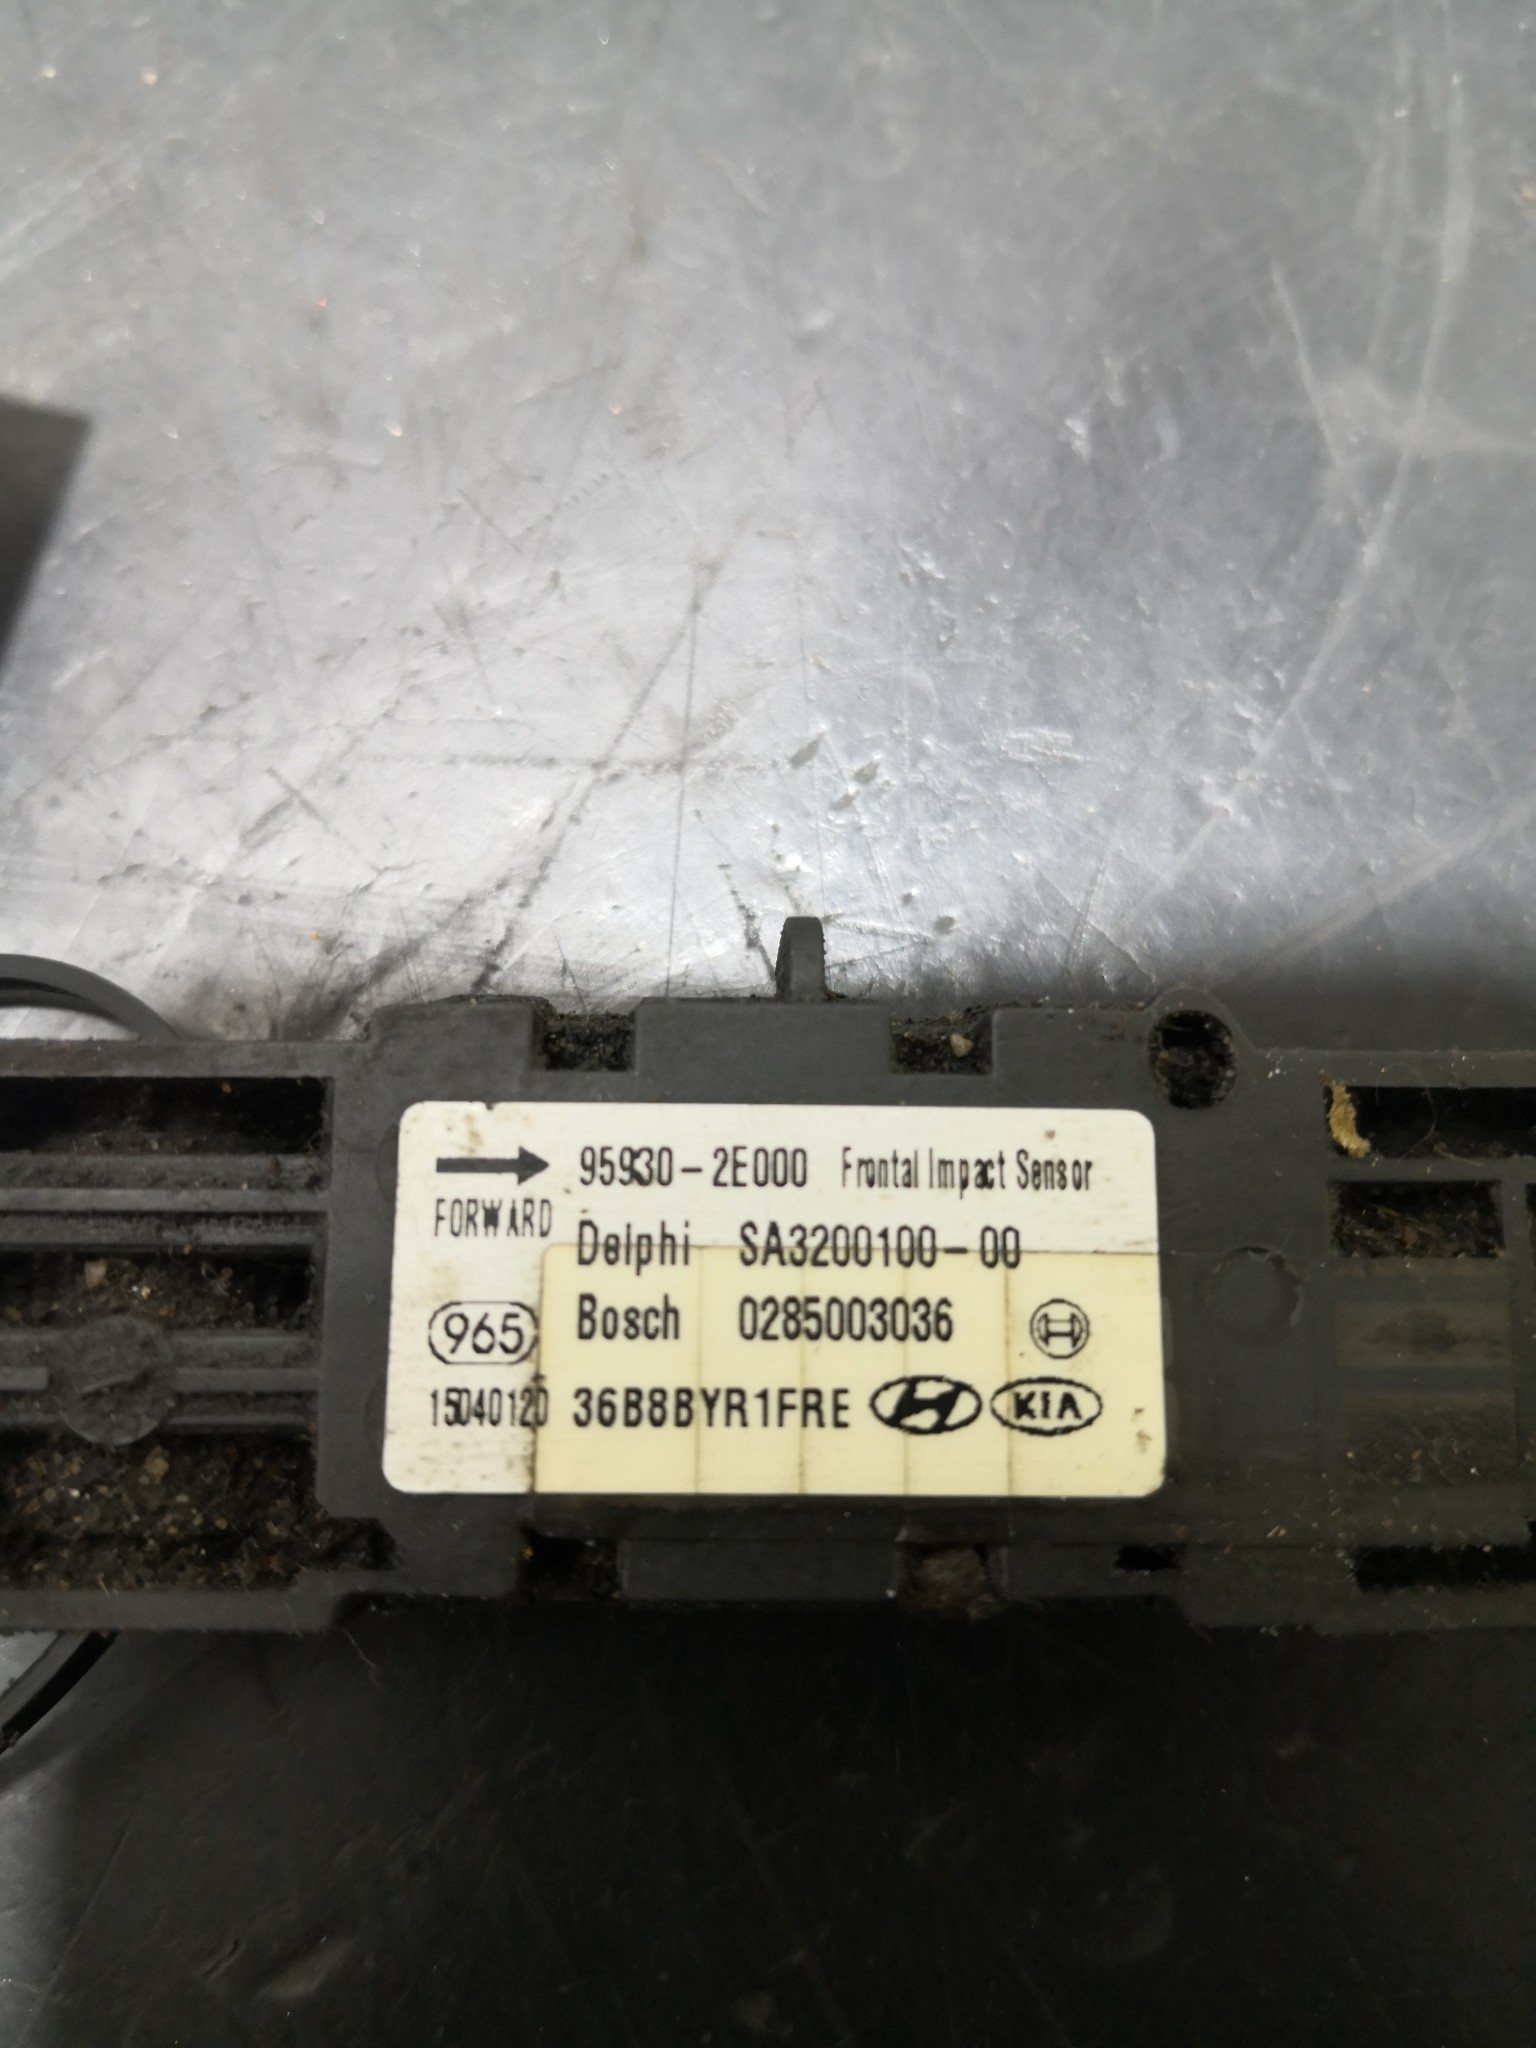 95930-2E000 Frontal Impact Sensor
FORWARD
Delphi SA3200100-00
965 Bosch 0285003036
15040120 36B8BYR1FRE KIA